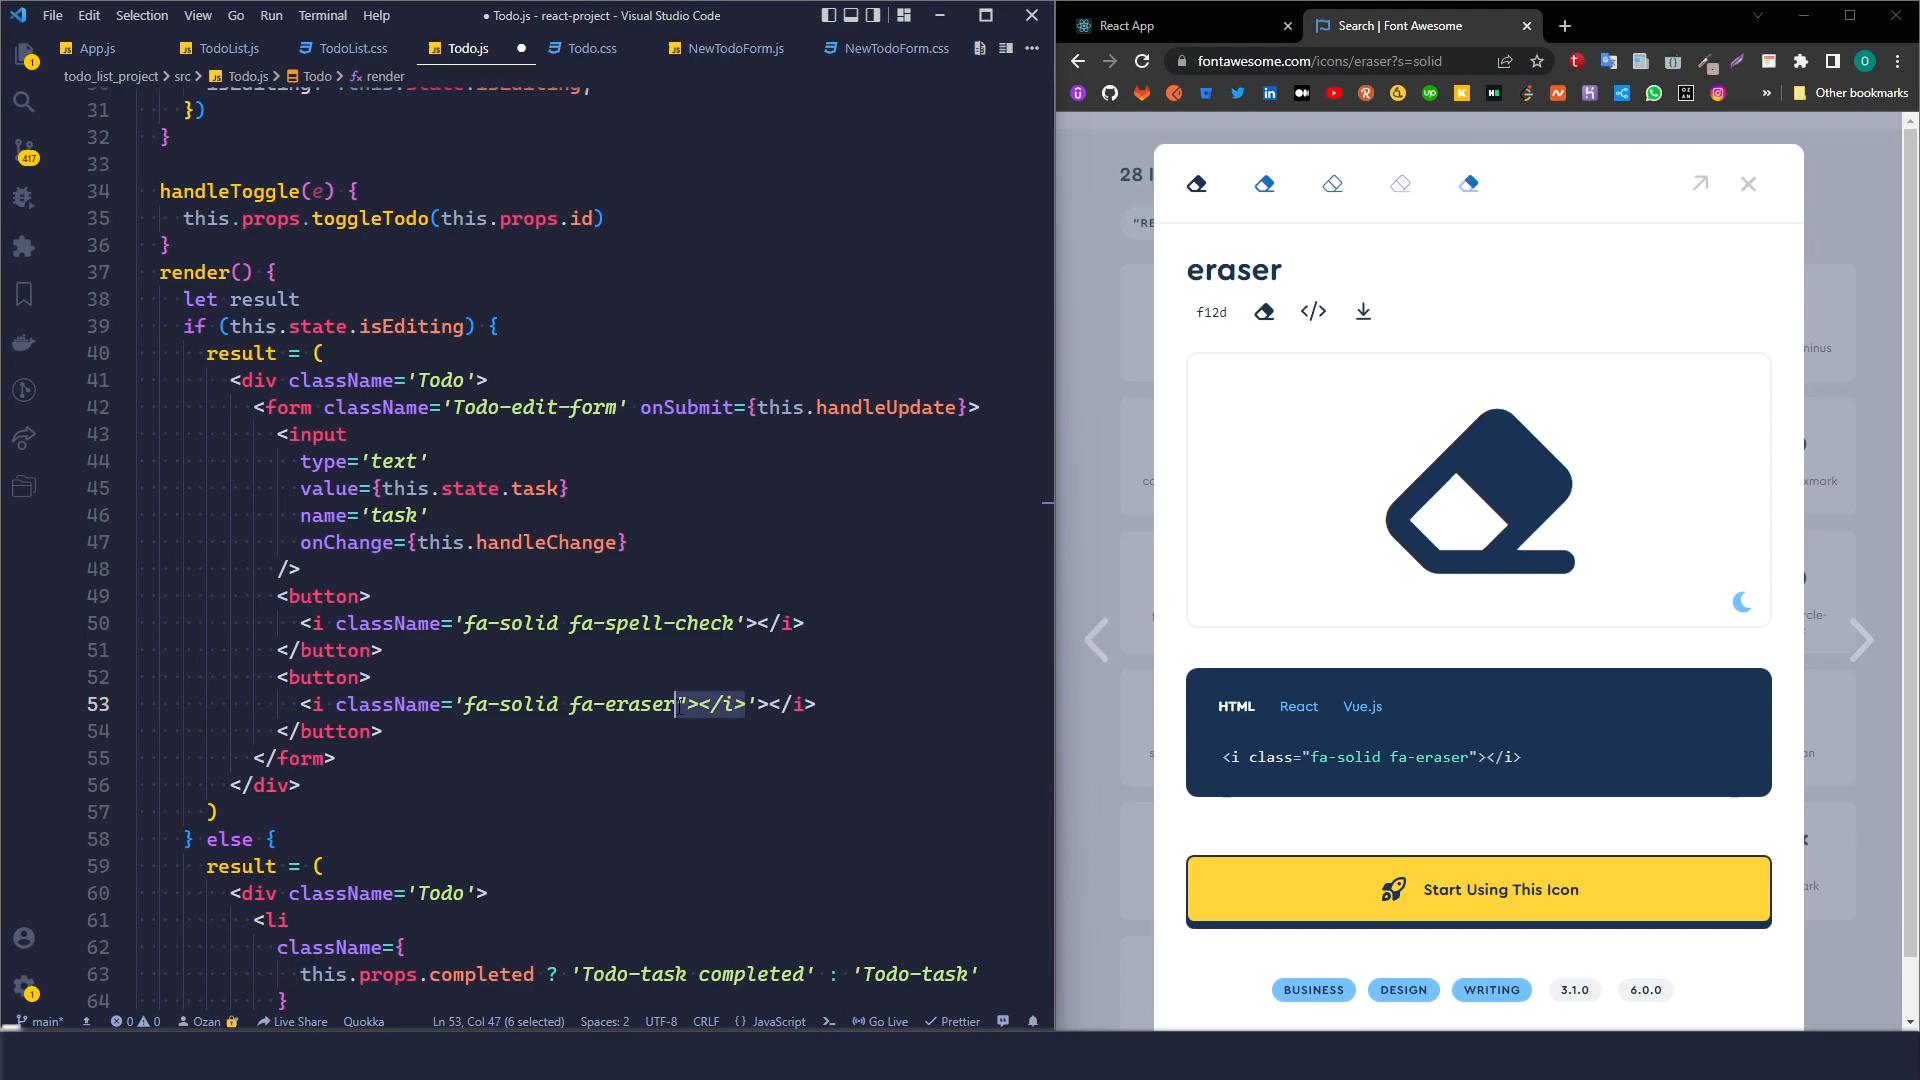 File Edit Selection View Go Run Terminal Help
● Todo.js - react-project - Visual Studio Code
App.js TodoList.js TodoList.css Todo.js Todo.css NewTodoForm.js NewTodoForm.css
todo_list_project > src > Todo.js > Todo > render
31 })
32 }
33
34 handleToggle(e) {
35 this.props.toggleTodo(this.props.id)
36 }
37 render() {
38 let result
39 if (this.state.isEditing) {
40 result = (
41 <div className='Todo'>
42 <form className='Todo-edit-form' onSubmit={this.handleUpdate}>
43 <input
44 type='text'
45 value={this.state.task}
46 name='task'
47 onChange={this.handleChange}
48 />
49 <button>
50 <i className='fa-solid fa-spell-check'></i>
51 </button>
52 <button>
53 <i className='fa-solid fa-eraser"></i>'></i>
54 </button>
55 </form>
56 </div>
57 )
58 } else {
59 result = (
60 <div className='Todo'>
61 <li
62 className={
63 this.props.completed ? 'Todo-task completed' : 'Todo-task'
64 }
1
417
1
main* 0 0 Ozan Live Share Quokka Ln 53, Col 47 (6 selected) Spaces: 2 UTF-8 CRLF {} JavaScript Go Live Prettier
React App
Search | Font Awesome
fontawesome.com/icons/eraser?s=solid
Other bookmarks
28 I
"RE
eraser
f12d </>
minus
xmark
cle-
HTML React Vue.js
<i class="fa-solid fa-eraser"></i>
Start Using This Icon
ark
BUSINESS DESIGN WRITING 3.1.0 6.0.0